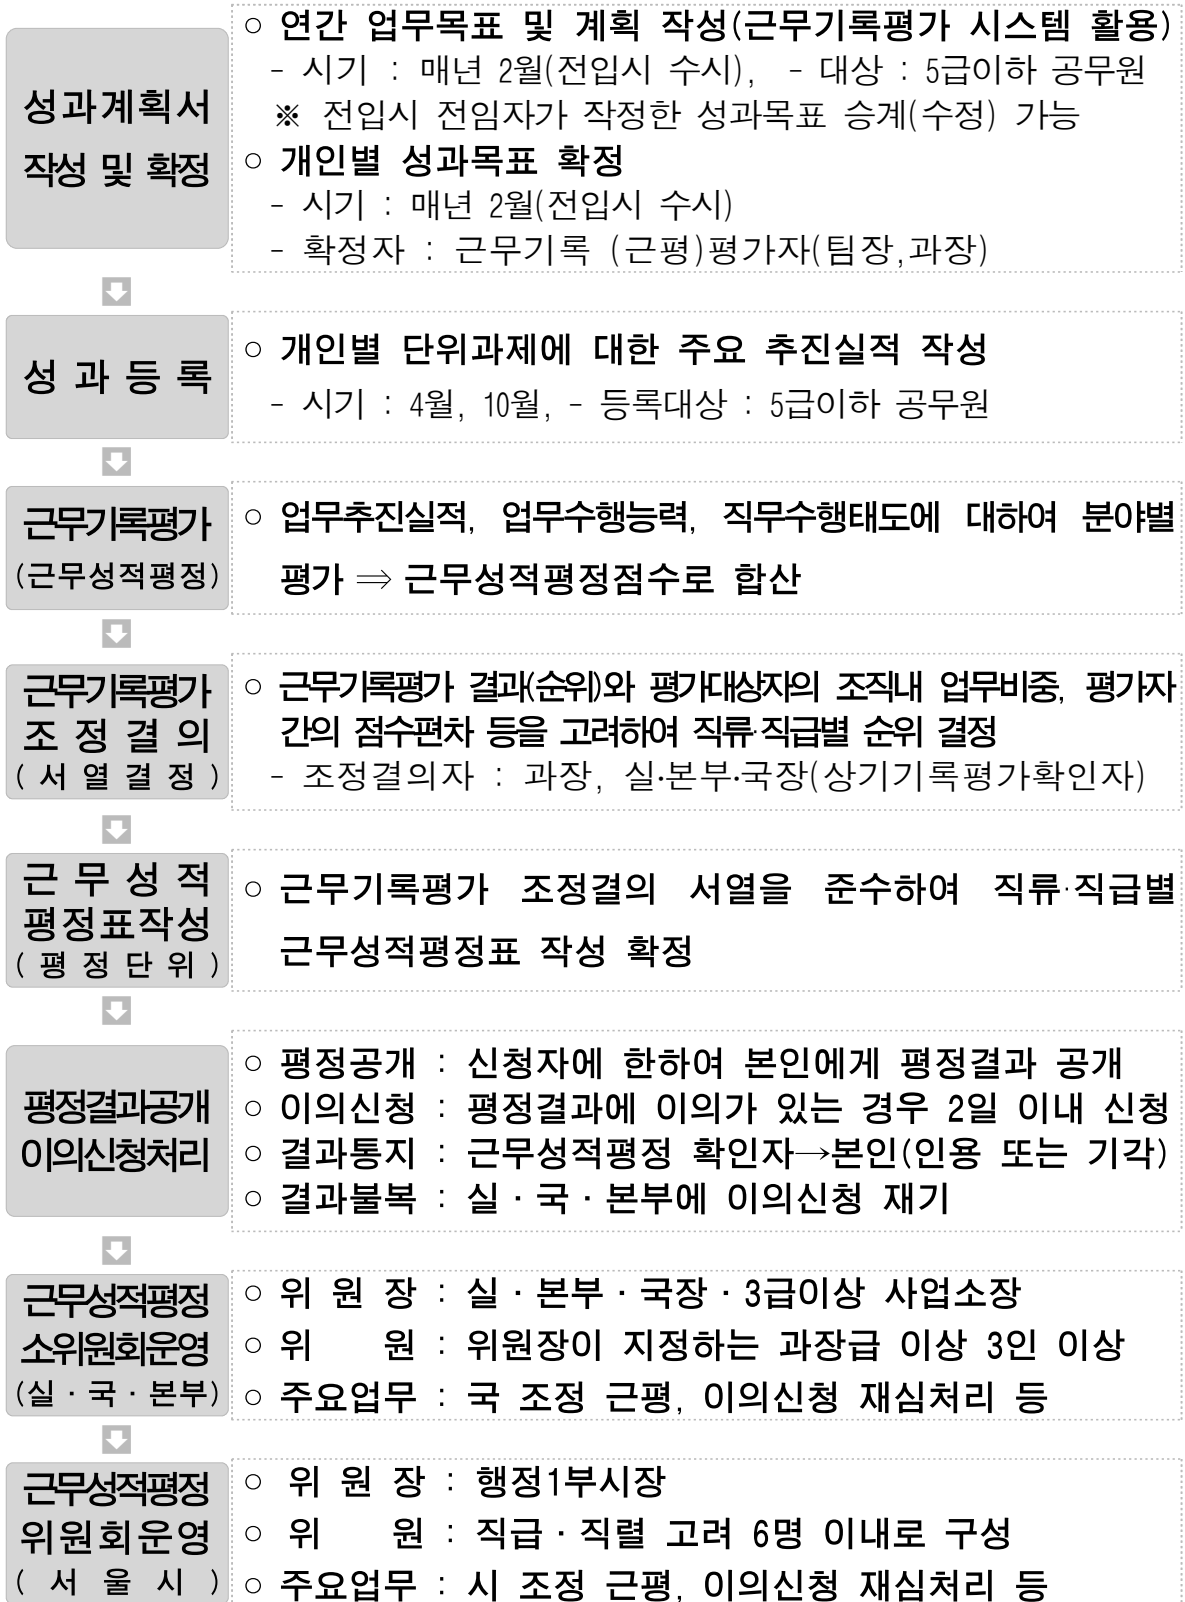 성과계획서
작성 및 확정
○ 연간 업무목표 및 계획 작성(근무기록평가 시스템 활용)
- 시기 : 매년 2월(전입시 수시), - 대상 : 5급이하 공무원
※ 전입시 전임자가 작정한 성과목표 승계(수정) 가능
○ 개인별 성과목표 확정
- 시기 : 매년 2월(전입시 수시)
- 확정자 : 근무기록 (근평)평가자(팀장,과장)
성 과 등 록
○ 개인별 단위과제에 대한 주요 추진실적 작성
- 시기 : 4월, 10월, - 등록대상 : 5급이하 공무원
근무기록평가
(근무성적평정)
○ 업무추진실적, 업무수행능력, 직무수행태도에 대하여 분야별
평가 ⇒ 근무성적평정점수로 합산
근무기록평가
조 정 결 의
( 서 열 결 정 )
○ 근무기록평가 결과(순위)와 평가대상자의 조직내 업무비중, 평가자
간의 점수편차 등을 고려하여 직류·직급별 순위 결정
- 조정결의자 : 과장, 실·본부·국장(상기기록평가확인자)
근 무 성 적
평정표작성
( 평 정 단 위 )
○ 근무기록평가 조정결의 서열을 준수하여 직류·직급별
근무성적평정표 작성 확정
평정결과공개
이의신청처리
○ 평정공개 : 신청자에 한하여 본인에게 평정결과 공개
○ 이의신청 : 평정결과에 이의가 있는 경우 2일 이내 신청
○ 결과통지 : 근무성적평정 확인자→본인(인용 또는 기각)
○ 결과불복 : 실 · 국 · 본부에 이의신청 재기
근무성적평정
소위원회운영
(실 · 국 · 본부)
○ 위 원 장 : 실 · 본부 · 국장 · 3급이상 사업소장
○ 위 원 : 위원장이 지정하는 과장급 이상 3인 이상
○ 주요업무 : 국 조정 근평, 이의신청 재심처리 등
근무성적평정
위원회운영
( 서 울 시 )
○ 위 원 장 : 행정1부시장
○ 위 원 : 직급 · 직렬 고려 6명 이내로 구성
○ 주요업무 : 시 조정 근평, 이의신청 재심처리 등